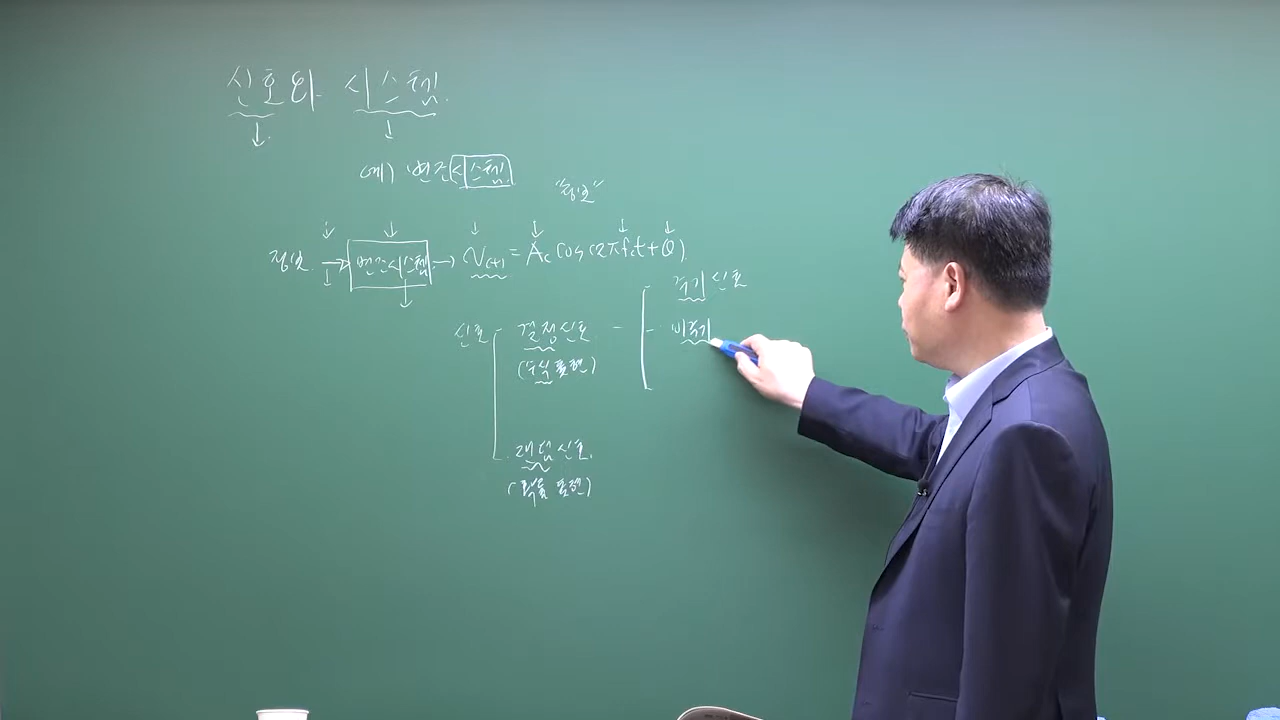 신호와 시스템.
예) 변조시스템
"정보"
정보 → 변조시스템 → v(t) = Ac cos(2πfct+θ)
주기신호
신호 - 결정신호 - 비주기
(수식 표현)
랜덤신호.
(확률 표현)